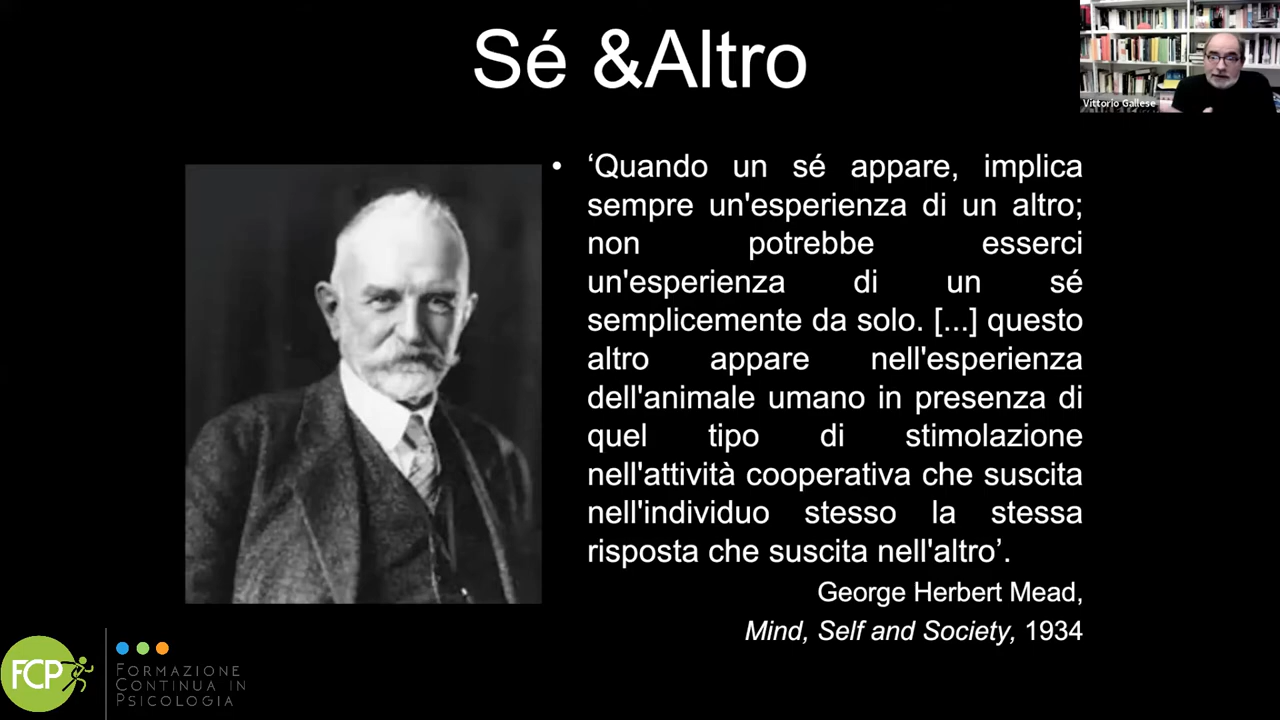 Sé &Altro
Vittorio Gallese
• ‘Quando un sé appare, implica
sempre un'esperienza di un altro;
non potrebbe esserci
un'esperienza di un sé
semplicemente da solo. [...] questo
altro appare nell'esperienza
dell'animale umano in presenza di
quel tipo di stimolazione
nell'attività cooperativa che suscita
nell'individuo stesso la stessa
risposta che suscita nell'altro’.
George Herbert Mead,
Mind, Self and Society, 1934
FCP
FORMAZIONE
CONTINUA IN
PSICOLOGIA